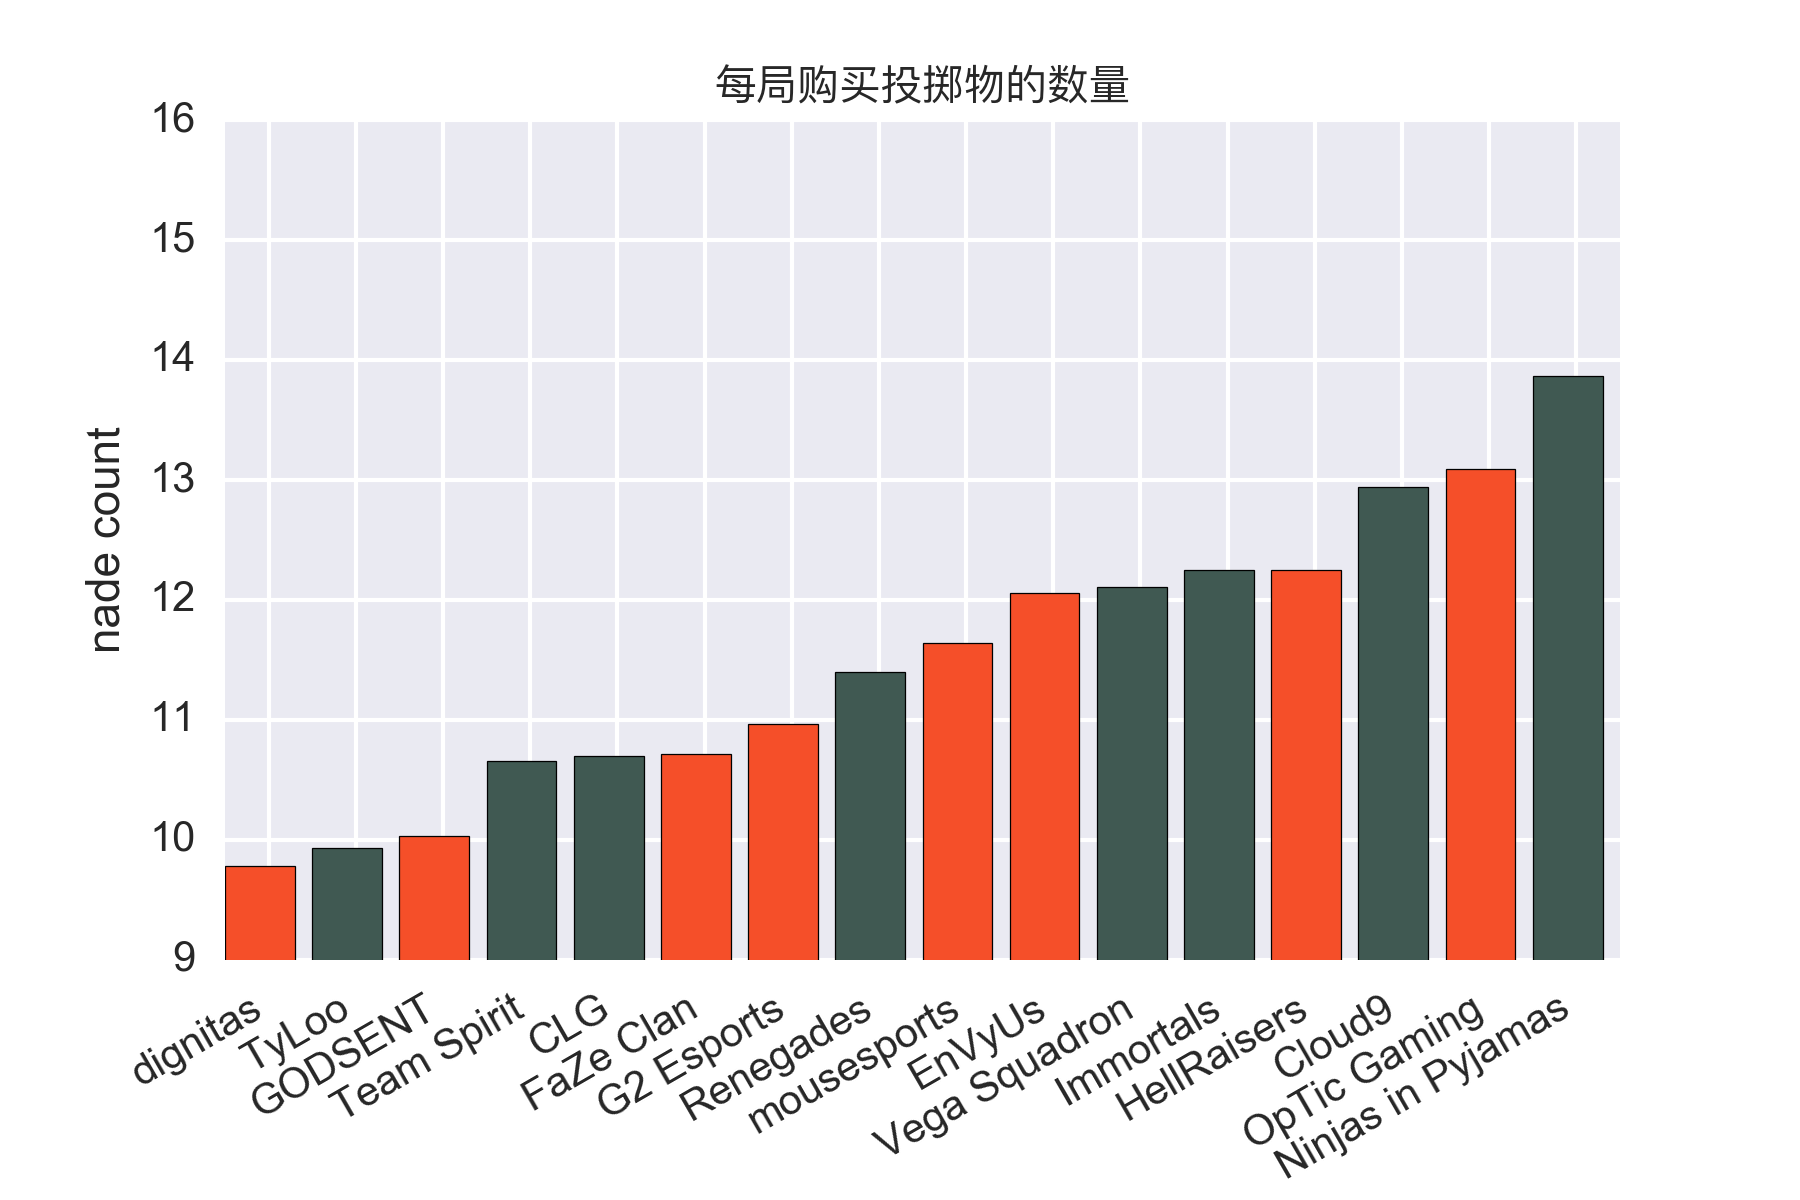 每局购买投掷物的数量
16
15
14
13
12
11
10
9
nade count
dignitas
TyLoo
GODSENT
Team Spirit
CLG
FaZe Clan
G2 Esports
Renegades
mousesports
EnVyUs
Vega Squadron
Immortals
HellRaisers
Cloud9
OpTic Gaming
Ninjas in Pyjamas